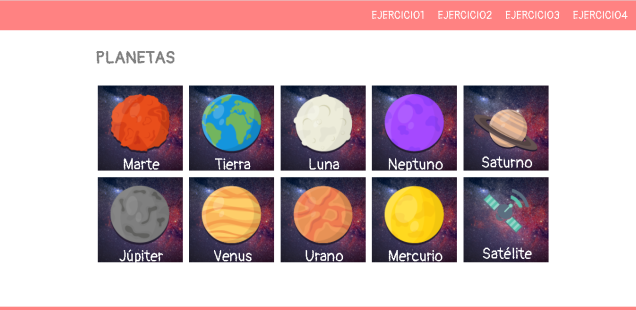 EJERCICIO1 EJERCICIO2 EJERCICIO3 EJERCICIO4
PLANETAS
Marte Tierra Luna Neptuno Saturno
Júpiter Venus Urano Mercurio Satélite